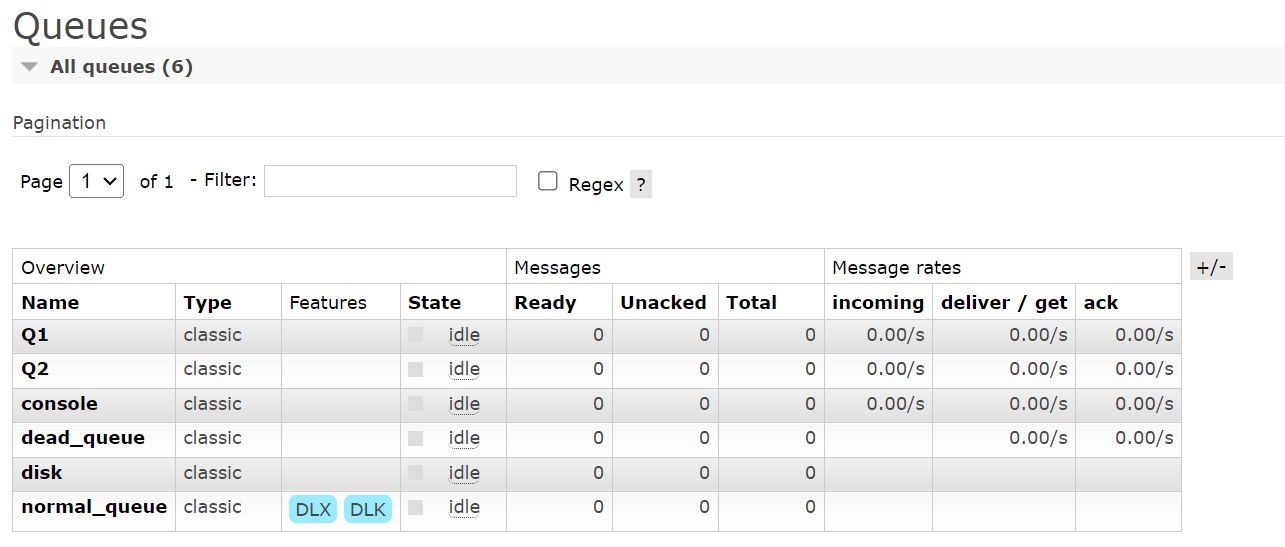 Queues
All queues (6)
Pagination
Page 1 of 1 - Filter: Regex ?
Overview Messages Message rates +/-
Name Type Features State Ready Unacked Total incoming deliver / get ack
Q1 classic idle 0 0 0 0.00/s 0.00/s 0.00/s
Q2 classic idle 0 0 0 0.00/s 0.00/s 0.00/s
console classic idle 0 0 0 0.00/s 0.00/s 0.00/s
dead_queue classic idle 0 0 0 0.00/s 0.00/s
disk classic idle 0 0 0
normal_queue classic DLX DLK idle 0 0 0